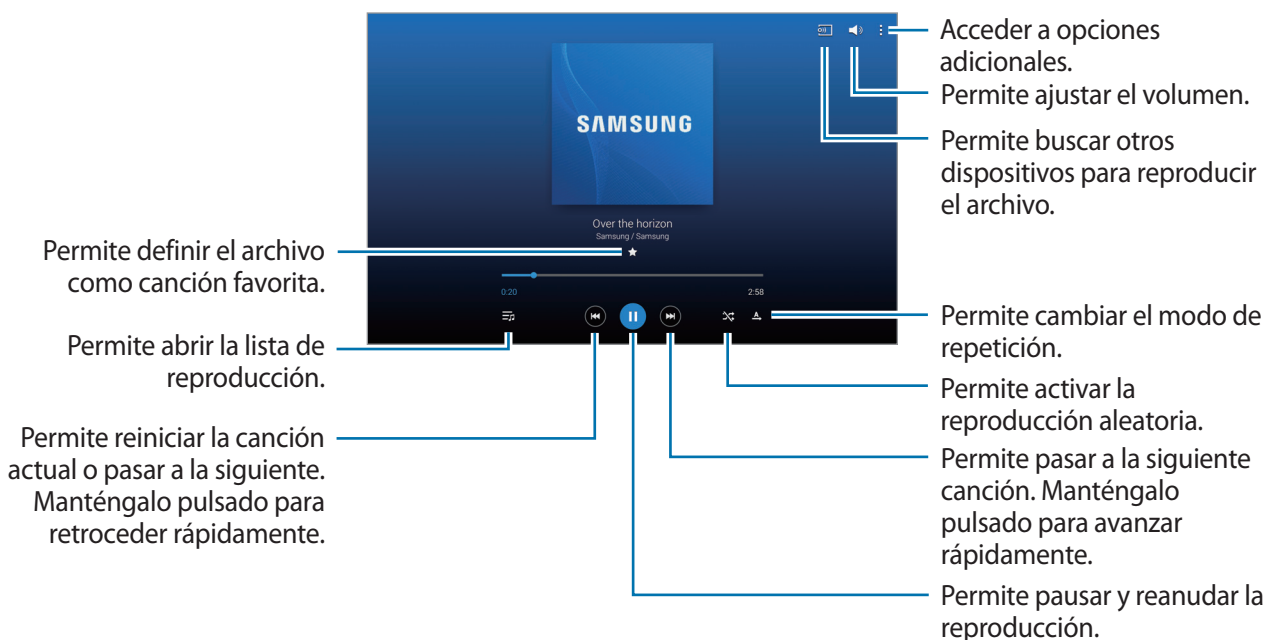 Acceder a opciones
adicionales.
Permite ajustar el volumen.
Permite buscar otros
dispositivos para reproducir
el archivo.
SAMSUNG
Over the horizon
Samsung / Samsung
Permite definir el archivo
como canción favorita.
0:20
2:58
Permite abrir la lista de
reproducción.
Permite cambiar el modo de
repetición.
Permite activar la
reproducción aleatoria.
Permite reiniciar la canción
actual o pasar a la siguiente.
Manténgalo pulsado para
retroceder rápidamente.
Permite pasar a la siguiente
canción. Manténgalo
pulsado para avanzar
rápidamente.
Permite pausar y reanudar la
reproducción.